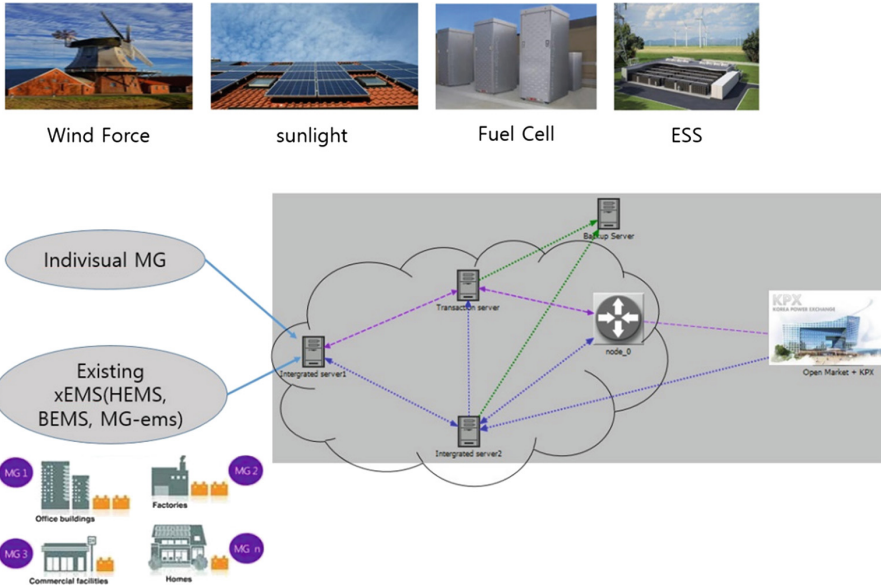 Wind Force
sunlight
Fuel Cell
ESS
Backup Server
Indivisual MG
Transaction server
KPX
KOREA POWER EXCHANGE
node_0
Intergrated server1
Open Market + KPX
Existing
xEMS(HEMS,
BEMS, MG-ems)
Intergrated server2
MG 1
MG 2
Office buildings
Factories
MG 3
MG n
Commercial facilities
Homes